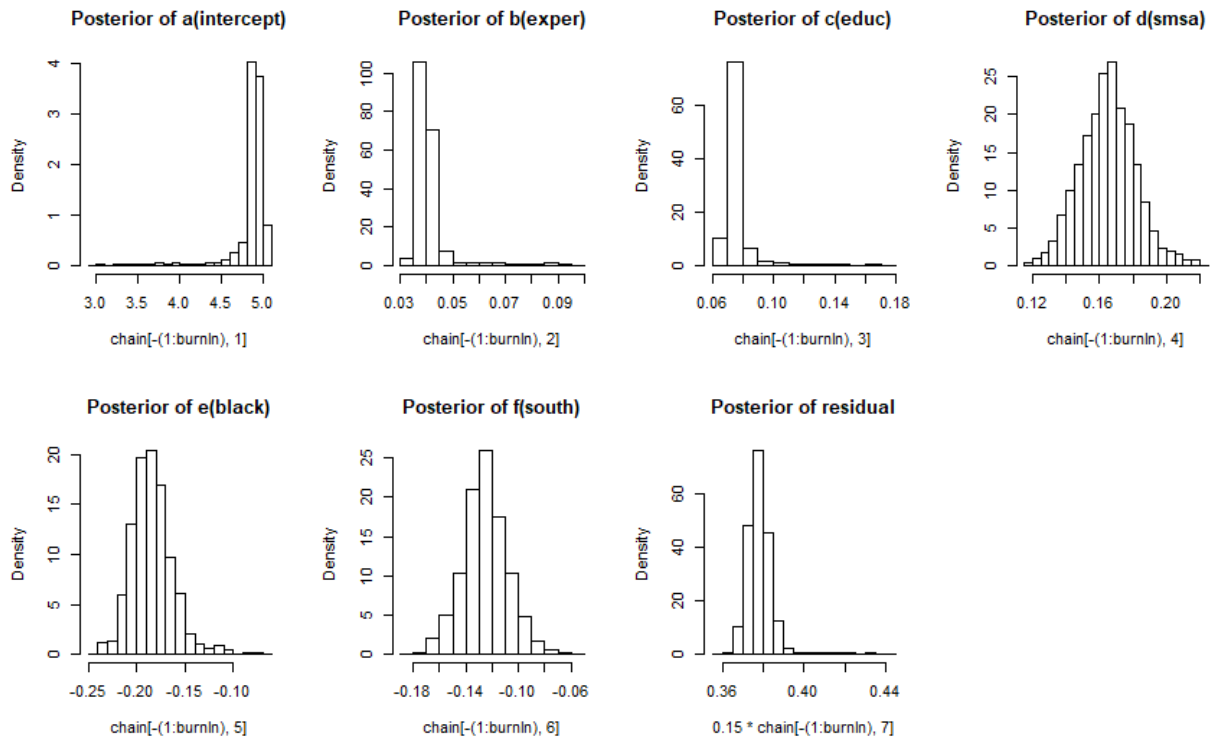 Posterior of a(intercept)
Density
0 1 2 3 4
3.0 3.5 4.0 4.5 5.0
chain[-(1:burnIn), 1]
Posterior of b(exper)
Density
0 20 40 60 80 100
0.03 0.05 0.07 0.09
chain[-(1:burnIn), 2]
Posterior of c(educ)
Density
0 20 40 60
0.06 0.10 0.14 0.18
chain[-(1:burnIn), 3]
Posterior of d(smsa)
Density
0 5 10 15 20 25
0.12 0.16 0.20
chain[-(1:burnIn), 4]
Posterior of e(black)
Density
0 5 10 15 20
-0.25 -0.20 -0.15 -0.10
chain[-(1:burnIn), 5]
Posterior of f(south)
Density
0 5 10 15 20 25
-0.18 -0.14 -0.10 -0.06
chain[-(1:burnIn), 6]
Posterior of residual
Density
0 20 40 60
0.36 0.40 0.44
0.15 * chain[-(1:burnIn), 7]